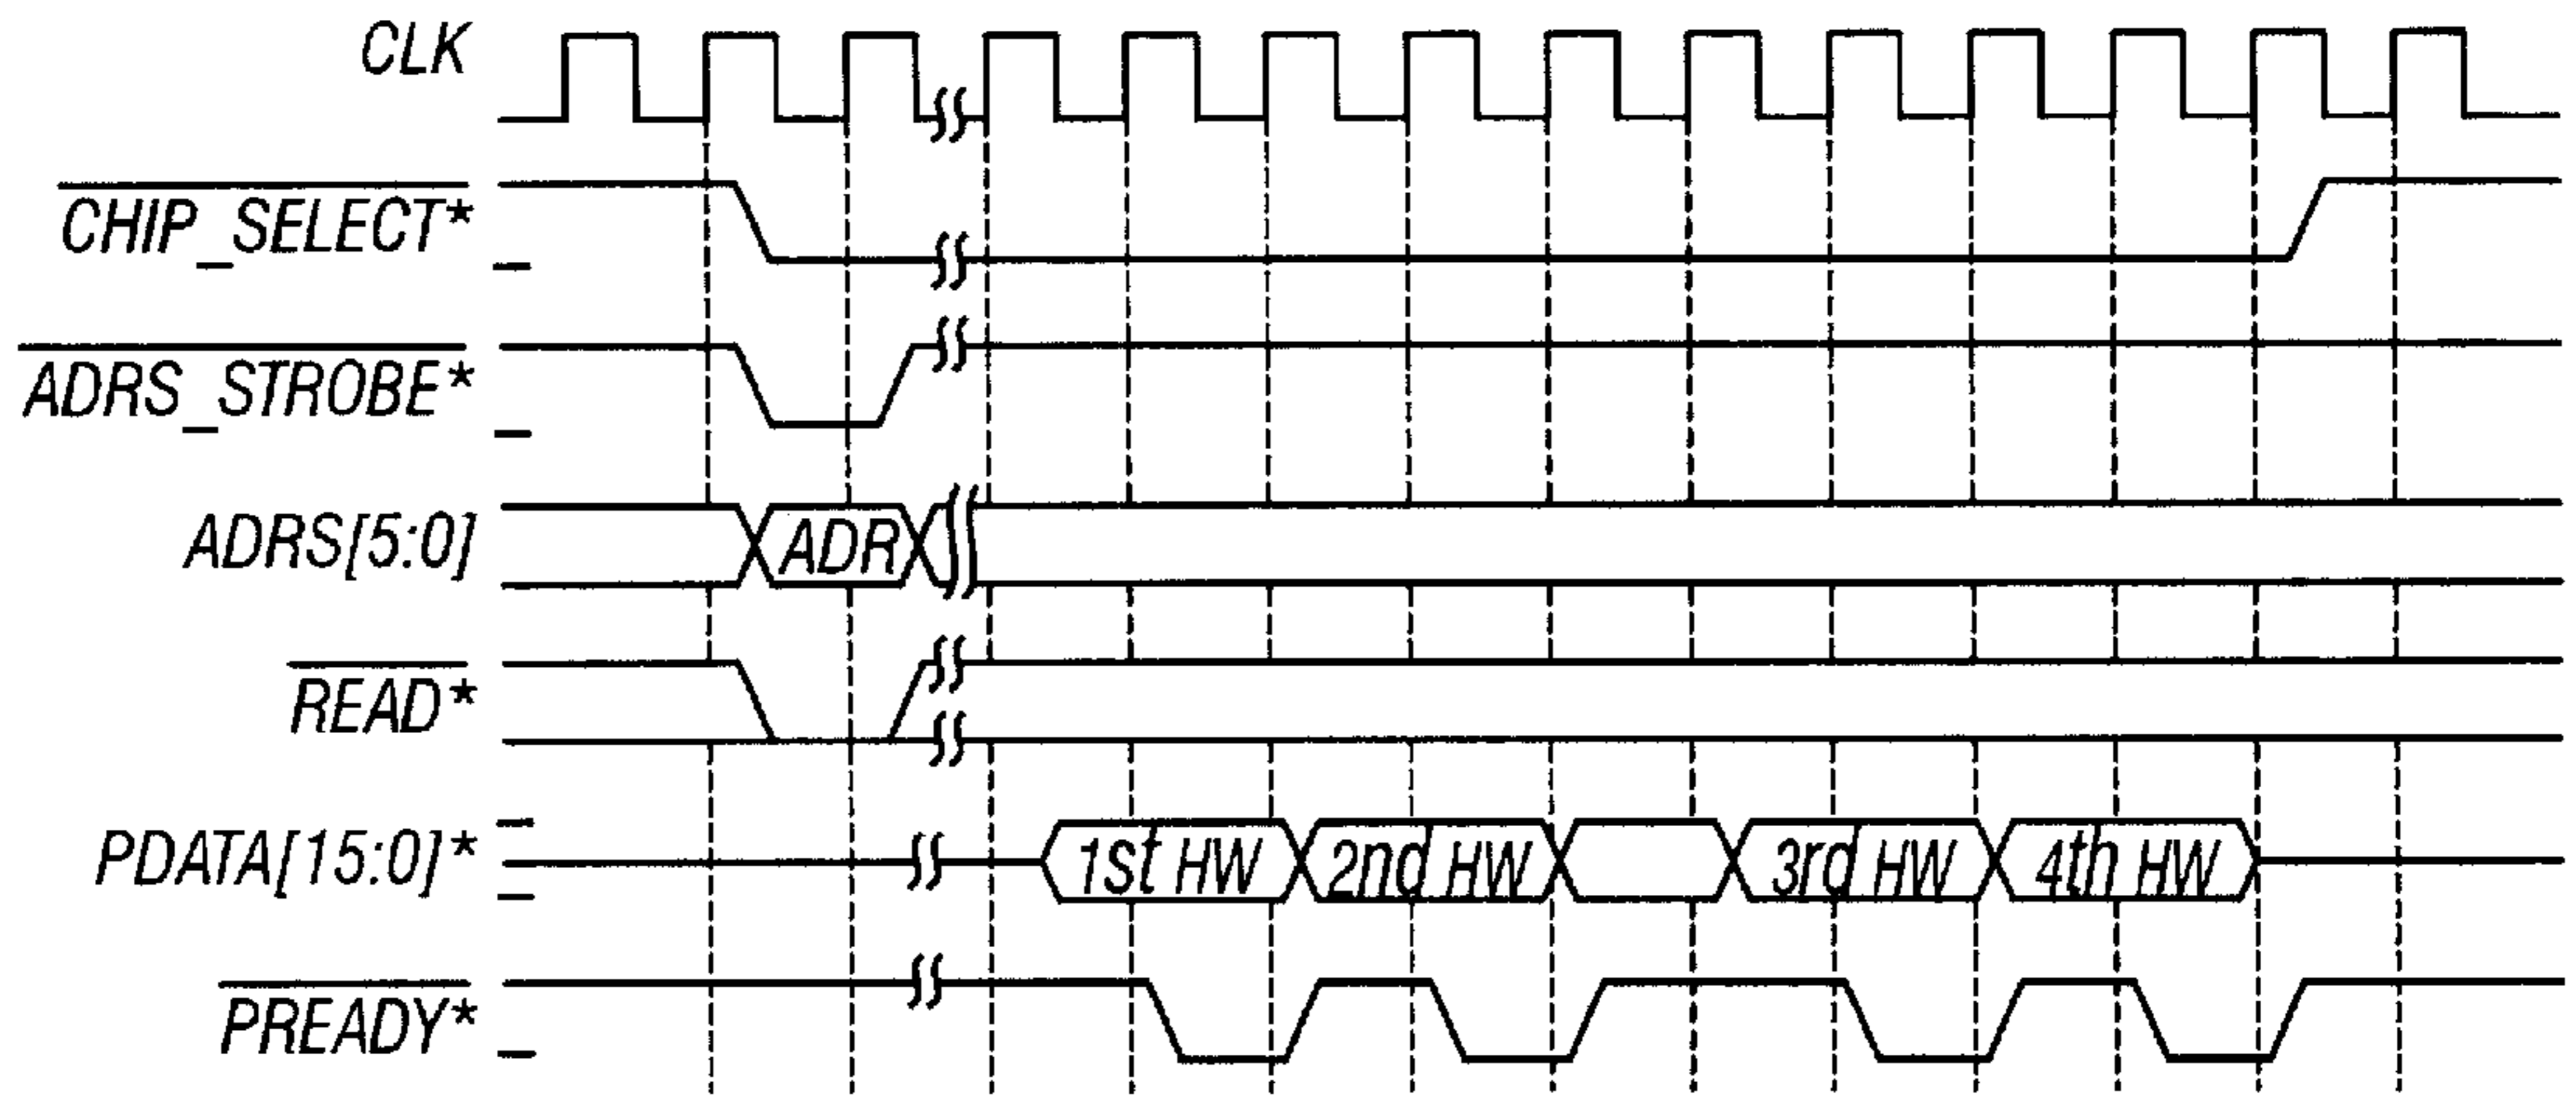 CLK
CHIP_SELECT*
ADRS_STROBE*
ADRS[5:0] ADR
READ*
PDATA[15:0]* 1st HW 2nd HW 3rd HW 4th HW
PREADY*